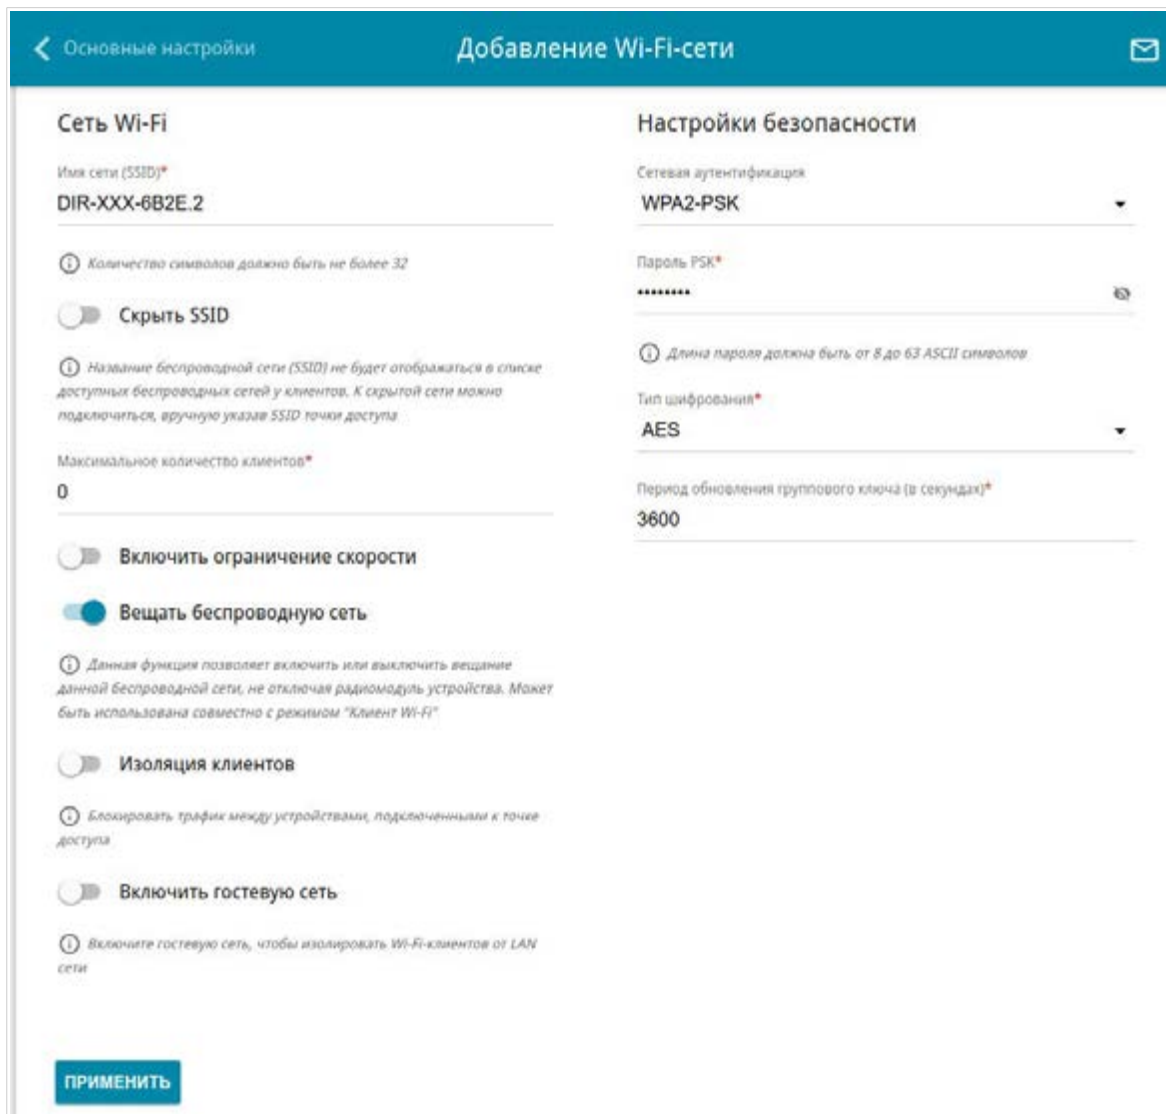 Основные настройки
Добавление Wi-Fi-сети
Сеть Wi-Fi
Имя сети (SSID)*
DIR-XXX-6B2E.2
Количество символов должно быть не более 32
Скрыть SSID
Название беспроводной сети (SSID) не будет отображаться в списке
доступных беспроводных сетей у клиентов. К скрытой сети можно
подключиться, вручную указав SSID точки доступа
Максимальное количество клиентов*
0
Включить ограничение скорости
Вещать беспроводную сеть
Данная функция позволяет включить или выключить вещание
данной беспроводной сети, не отключая радиомодуль устройства. Может
быть использована совместно с режимом "Клиент Wi-Fi"
Изоляция клиентов
Блокировать трафик между устройствами, подключенными к точке
доступа
Включить гостевую сеть
Включите гостевую сеть, чтобы изолировать Wi-Fi-клиентов от LAN
сети
ПРИМЕНИТЬ
Настройки безопасности
Сетевая аутентификация
WPA2-PSK
Пароль PSK*
••••••••
Длина пароля должна быть от 8 до 63 ASCII символов
Тип шифрования*
AES
Период обновления группового ключа (в секундах)*
3600